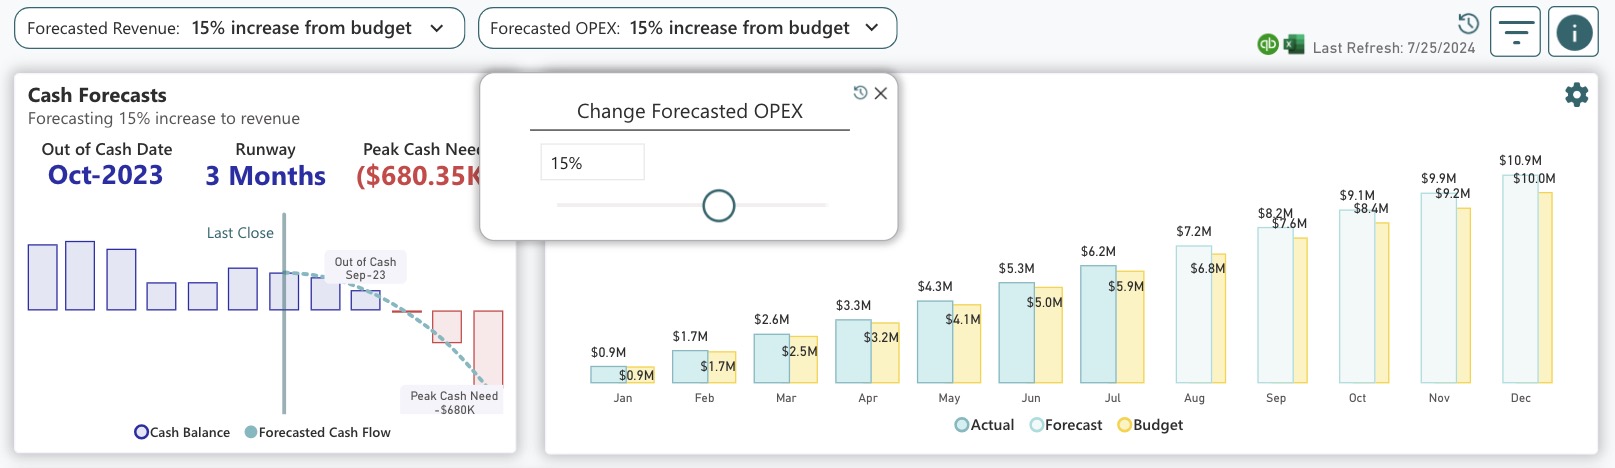 Forecasted Revenue: 15% increase from budget
Forecasted OPEX: 15% increase from budget
qb
Last Refresh: 7/25/2024
i
Cash Forecasts
Forecasting 15% increase to revenue
Out of Cash Date
Oct-2023
Runway
3 Months
Peak Cash Nee
($680.35K
Last Close
Out of Cash
Sep-23
Peak Cash Need
-$680K
Cash Balance
Forecasted Cash Flow
Change Forecasted OPEX
15%
$0.9M
$0.9M
$1.7M
$1.7M
$2.6M
$2.5M
$3.3M
$3.2M
$4.3M
$4.1M
$5.3M
$5.0M
$6.2M
$5.9M
$7.2M
$6.8M
$8.2M
$7.6M
$9.1M
$8.4M
$9.9M
$9.2M
$10.9M
$10.0M
Jan Feb Mar Apr May Jun Jul Aug Sep Oct Nov Dec
Actual Forecast Budget